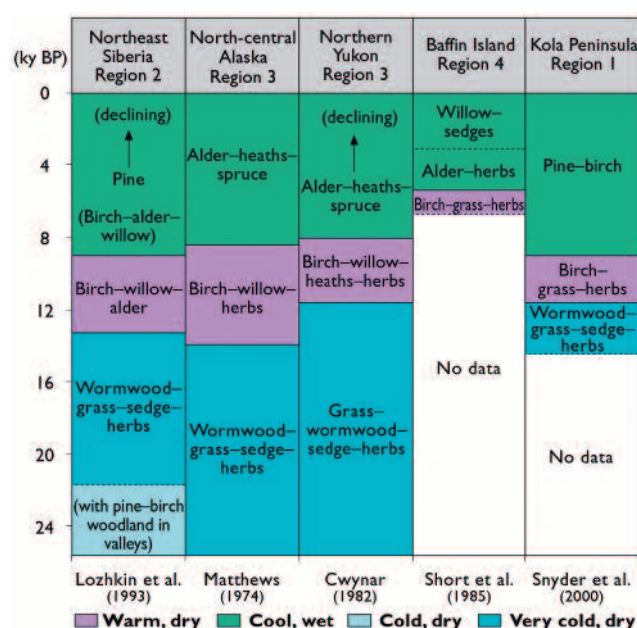 (ky BP)
Northeast
Siberia
Region 2
North-central
Alaska
Region 3
Northern
Yukon
Region 3
Baffin Island
Region 4
Kola Peninsula
Region 1
0
4
8
12
16
20
24
(declining)
Pine
(Birch–alder–
willow)
Birch–willow–
alder
Wormwood–
grass–sedge–
herbs
(with pine–birch
woodland in
valleys)
Alder–heaths–
spruce
Birch–willow–
herbs
Wormwood–
grass–sedge-herbs
(declining)
Alder–heaths–
spruce
Birch–willow–
heaths–herbs
Grass–
wormwood–
sedge–herbs
Willow–
sedges
Alder–herbs
Birch-grass–herbs
No data
Pine–birch
Birch–
grass–herbs
Wormwood–
grass–sedge–
herbs
No data
Lozhkin et al.
(1993)
Matthews
(1974)
Cwynar
(1982)
Short et al.
(1985)
Snyder et al.
(2000)
Warm, dry
Cool, wet
Cold, dry
Very cold, dry